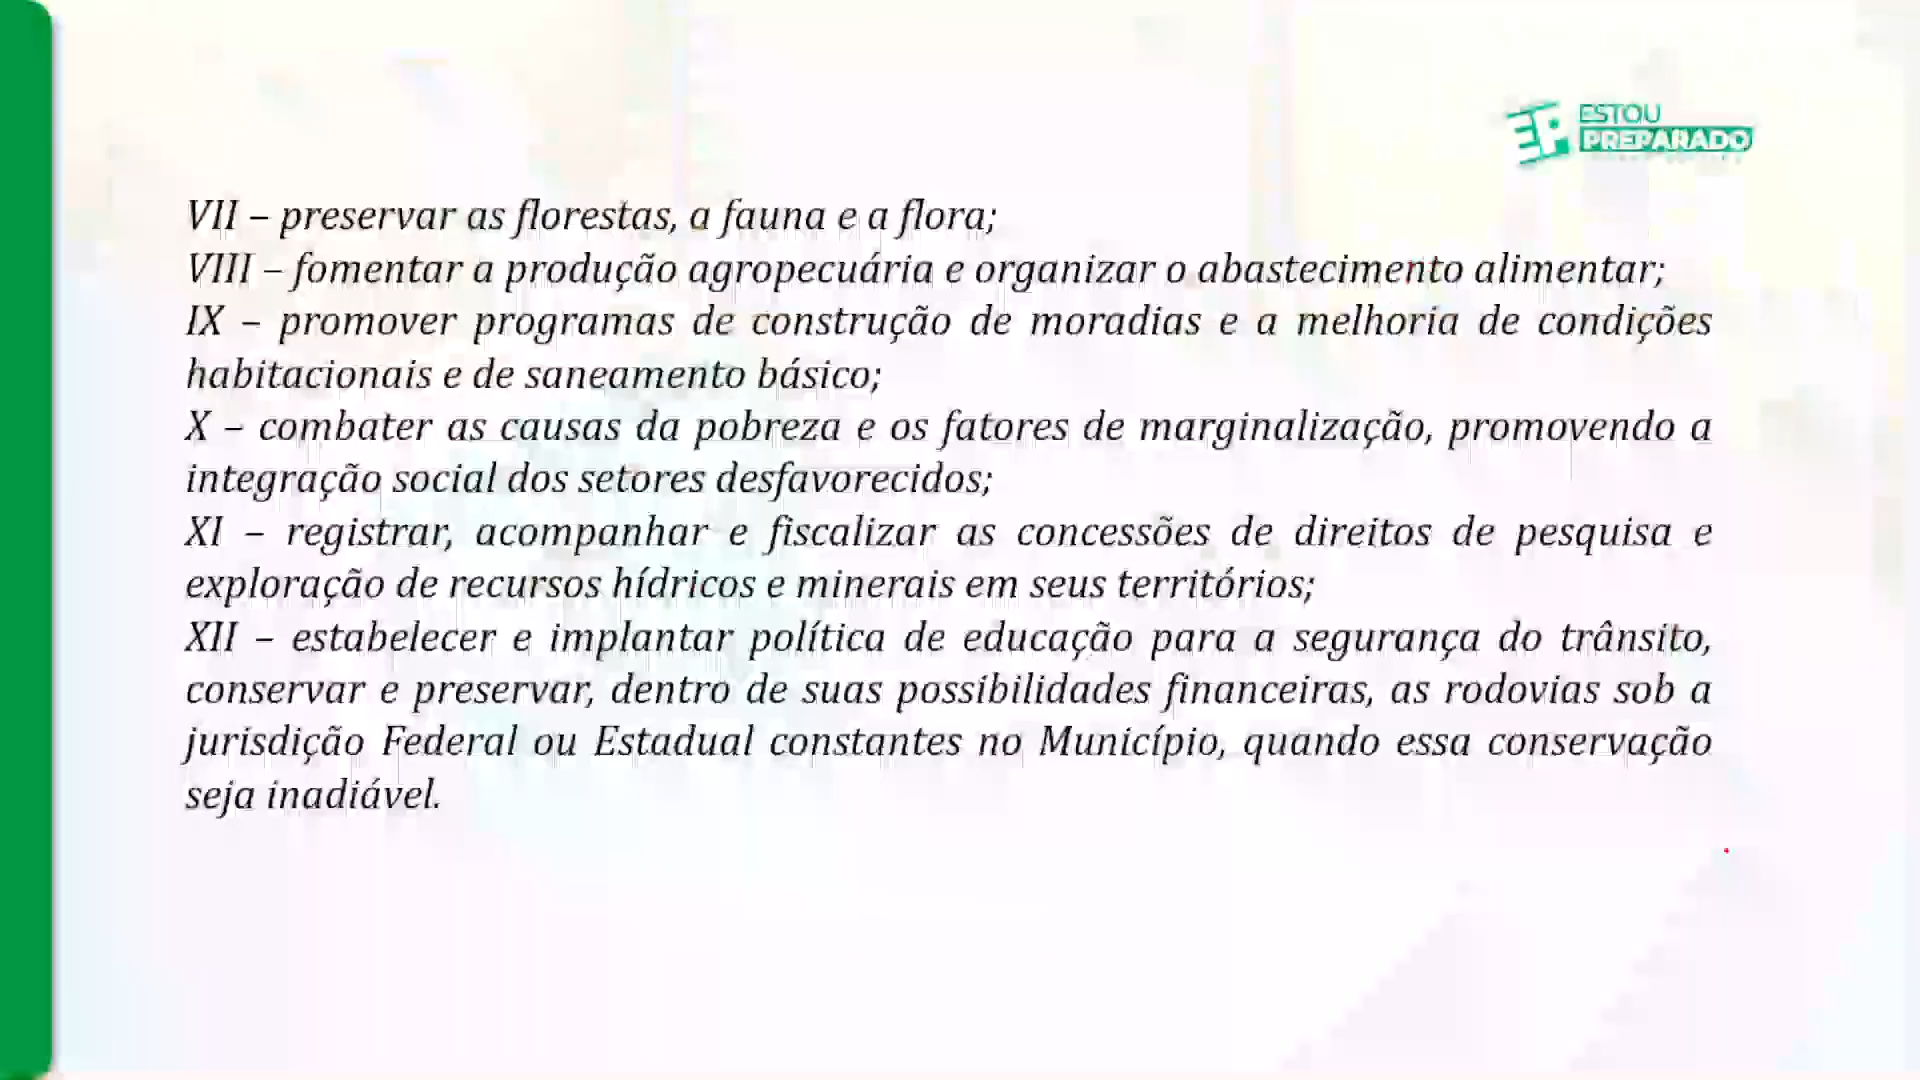 ESTOU
PREPARADO
VII – preservar as florestas, a fauna e a flora;
VIII – fomentar a produção agropecuária e organizar o abastecimento alimentar;
IX – promover programas de construção de moradias e a melhoria de condições
habitacionais e de saneamento básico;
X – combater as causas da pobreza e os fatores de marginalização, promovendo a
integração social dos setores desfavorecidos;
XI – registrar, acompanhar e fiscalizar as concessões de direitos de pesquisa e
exploração de recursos hídricos e minerais em seus territórios;
XII – estabelecer e implantar política de educação para a segurança do trânsito,
conservar e preservar, dentro de suas possibilidades financeiras, as rodovias sob a
jurisdição Federal ou Estadual constantes no Município, quando essa conservação
seja inadiável.